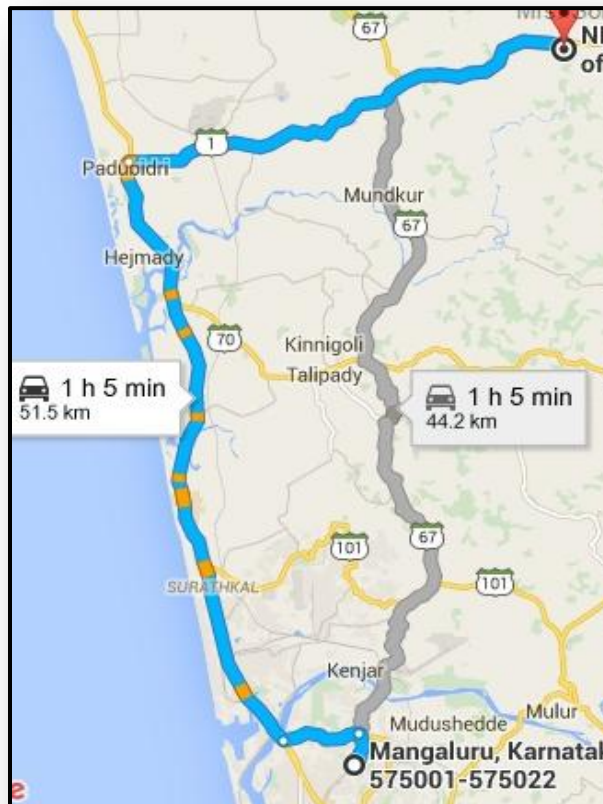 67
NI
of
1
Padubidri
Mundkur
67
Hejmady
70
Kinnigoli
Talipady
1 h 5 min
51.5 km
1 h 5 min
44.2 km
101
67
101
SURATHKAL
Kenjar
Mudushedde
Mulur
Mangaluru, Karnatak
575001-575022
e